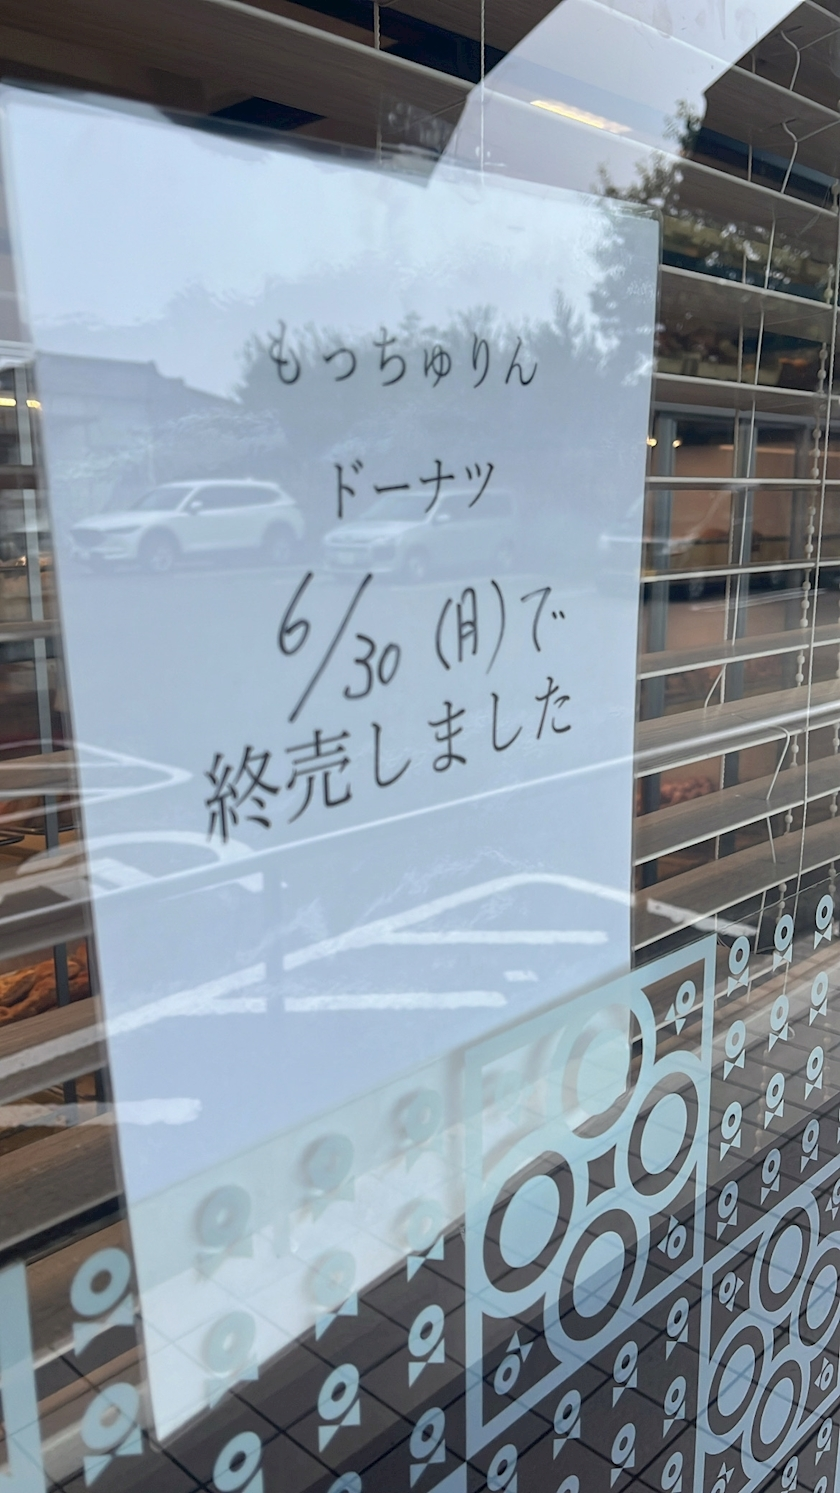 もっちゅりん
ドーナツ
6/30 (月)で
終売しました